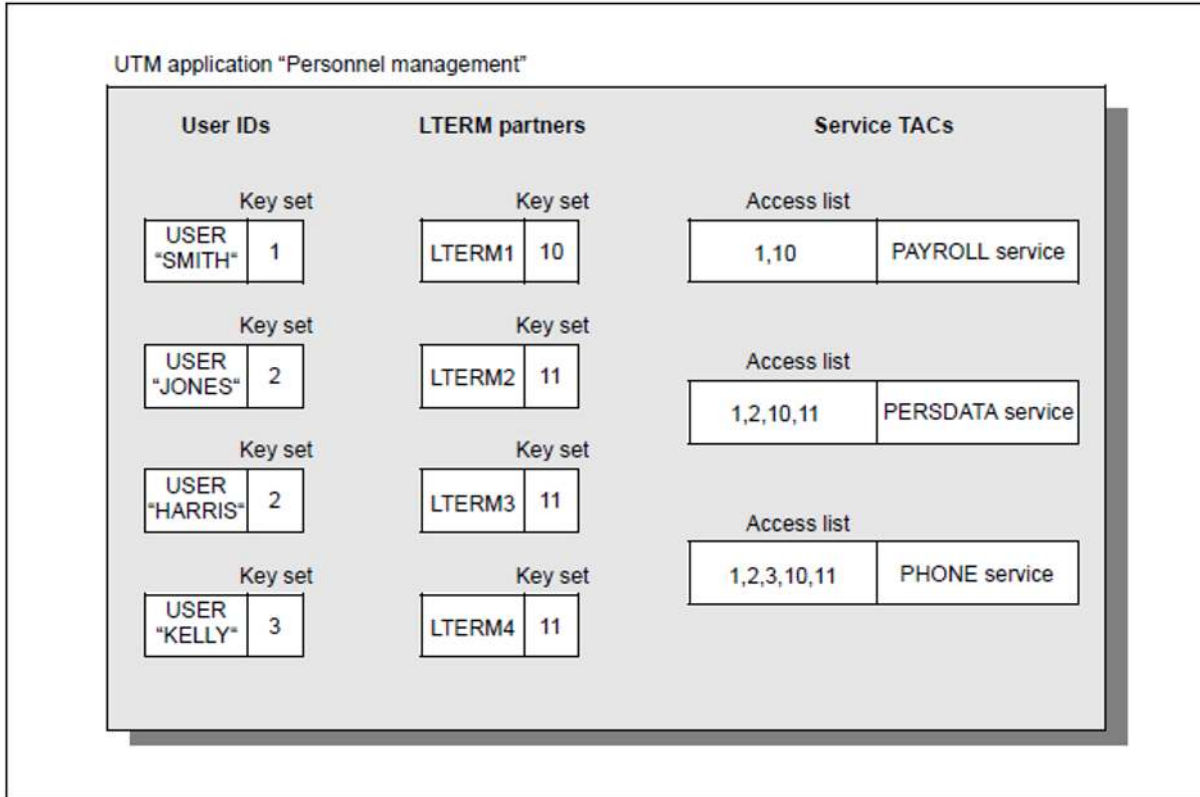 UTM application “Personnel management”
User IDs
LTERM partners
Service TACs
Key set
USER
“SMITH“
1
Key set
LTERM1
10
Access list
1,10
PAYROLL service
Key set
USER
“JONES“
2
Key set
LTERM2
11
Access list
1,2,10,11
PERSDATA service
Key set
USER
“HARRIS“
2
Key set
LTERM3
11
Access list
1,2,3,10,11
PHONE service
Key set
USER
“KELLY“
3
Key set
LTERM4
11